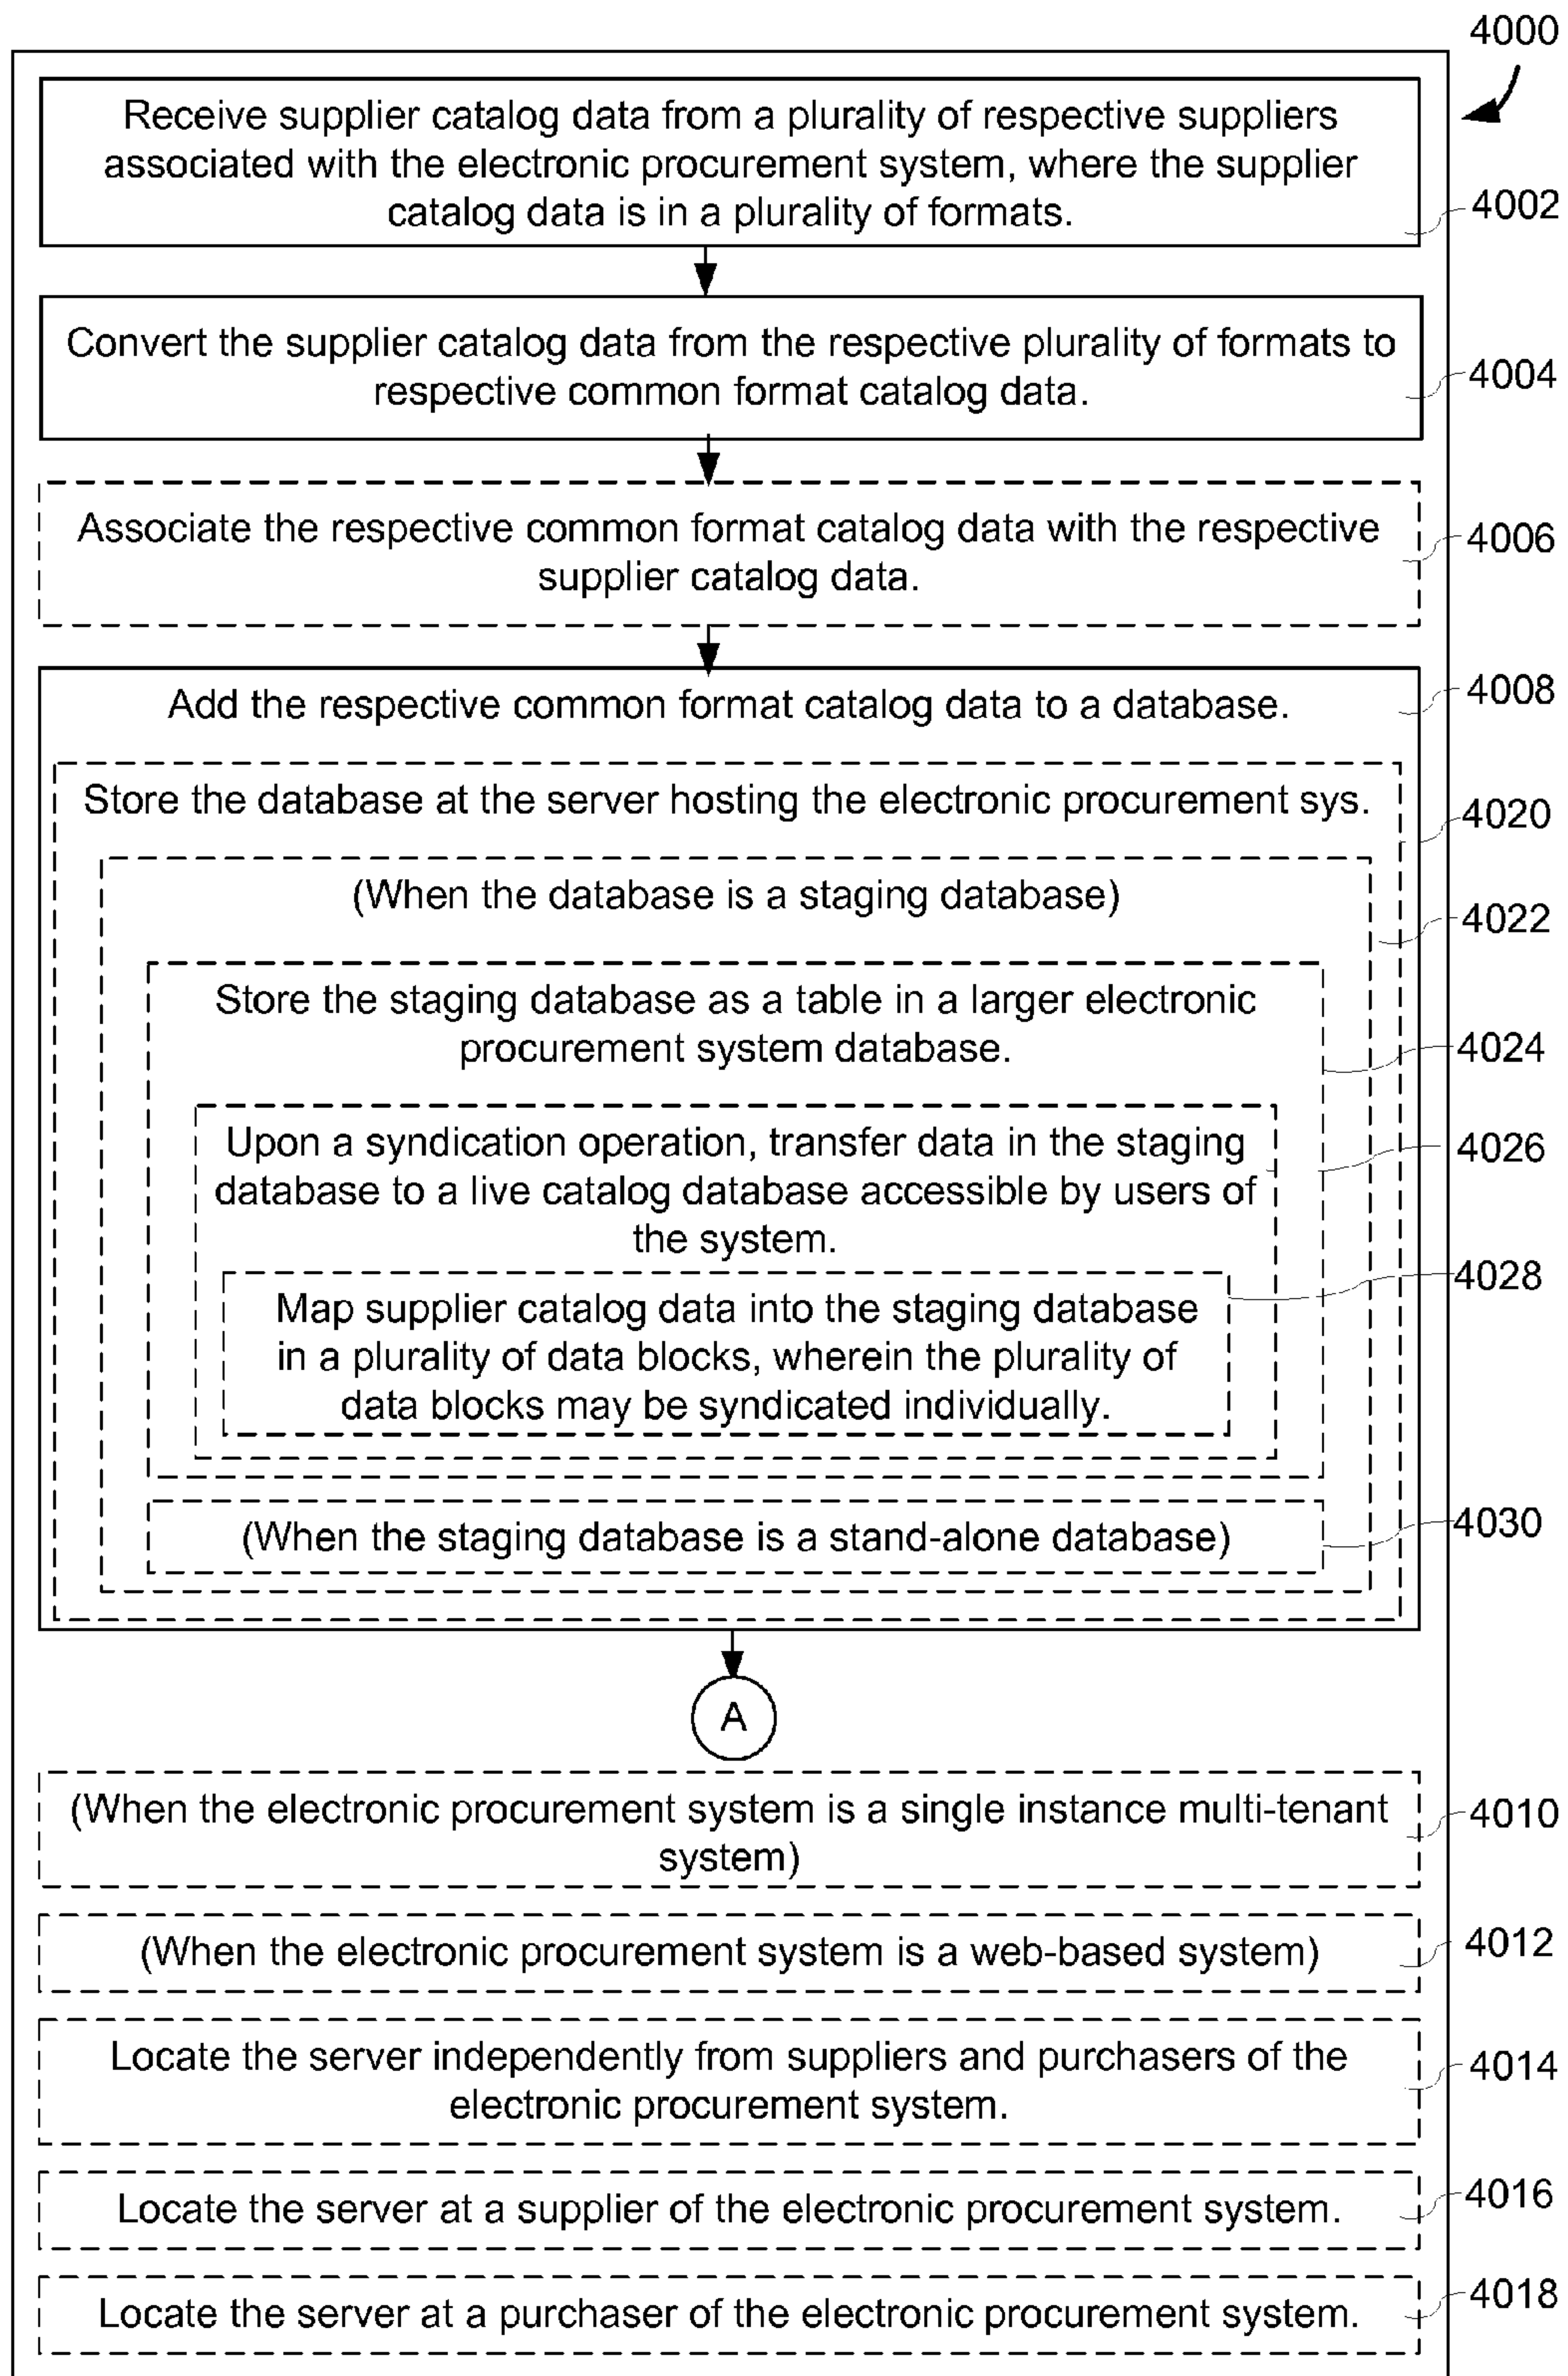 4000
Receive supplier catalog data from a plurality of respective suppliers
associated with the electronic procurement system, where the supplier
catalog data is in a plurality of formats.
4002
Convert the supplier catalog data from the respective plurality of formats to
respective common format catalog data.
4004
Associate the respective common format catalog data with the respective
supplier catalog data.
4006
Add the respective common format catalog data to a database.
4008
Store the database at the server hosting the electronic procurement sys.
4020
(When the database is a staging database)
4022
Store the staging database as a table in a larger electronic
procurement system database.
4024
Upon a syndication operation, transfer data in the staging
database to a live catalog database accessible by users of
the system.
4026
Map supplier catalog data into the staging database
in a plurality of data blocks, wherein the plurality of
data blocks may be syndicated individually.
4028
(When the staging database is a stand-alone database)
4030
A
(When the electronic procurement system is a single instance multi-tenant
system)
4010
(When the electronic procurement system is a web-based system)
4012
Locate the server independently from suppliers and purchasers of the
electronic procurement system.
4014
Locate the server at a supplier of the electronic procurement system.
4016
Locate the server at a purchaser of the electronic procurement system.
4018